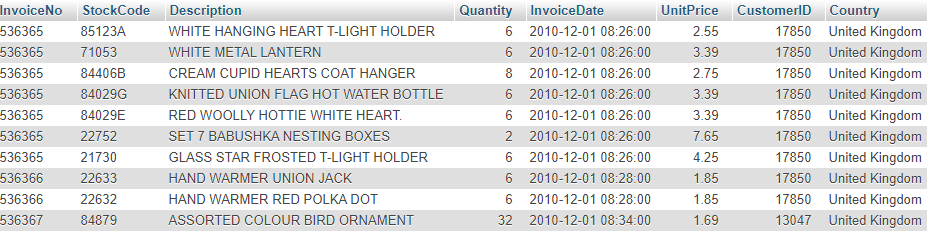 InvoiceNo StockCode Description Quantity InvoiceDate UnitPrice CustomerID Country
536365 85123A WHITE HANGING HEART T-LIGHT HOLDER 6 2010-12-01 08:26:00 2.55 17850 United Kingdom
536365 71053 WHITE METAL LANTERN 6 2010-12-01 08:26:00 3.39 17850 United Kingdom
536365 84406B CREAM CUPID HEARTS COAT HANGER 8 2010-12-01 08:26:00 2.75 17850 United Kingdom
536365 84029G KNITTED UNION FLAG HOT WATER BOTTLE 6 2010-12-01 08:26:00 3.39 17850 United Kingdom
536365 84029E RED WOOLLY HOTTIE WHITE HEART. 6 2010-12-01 08:26:00 3.39 17850 United Kingdom
536365 22752 SET 7 BABUSHKA NESTING BOXES 2 2010-12-01 08:26:00 7.65 17850 United Kingdom
536365 21730 GLASS STAR FROSTED T-LIGHT HOLDER 6 2010-12-01 08:26:00 4.25 17850 United Kingdom
536366 22633 HAND WARMER UNION JACK 6 2010-12-01 08:28:00 1.85 17850 United Kingdom
536366 22632 HAND WARMER RED POLKA DOT 6 2010-12-01 08:28:00 1.85 17850 United Kingdom
536367 84879 ASSORTED COLOUR BIRD ORNAMENT 32 2010-12-01 08:34:00 1.69 13047 United Kingdom